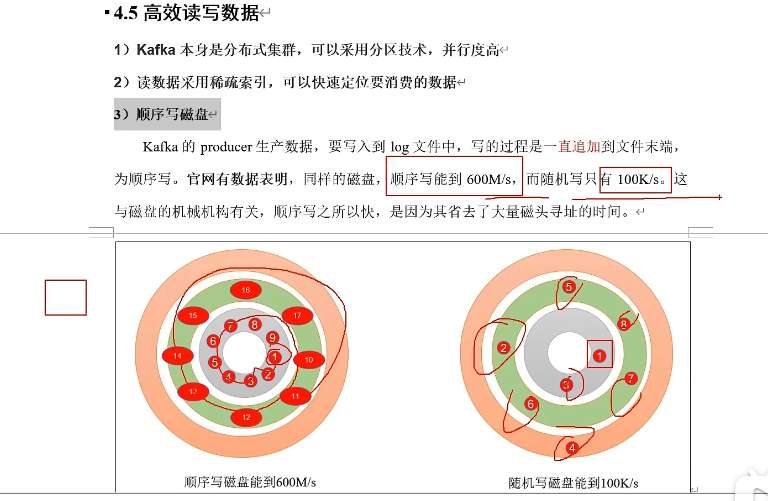 4.5 高效读写数据
1）Kafka 本身是分布式集群，可以采用分区技术，并行度高
2）读数据采用稀疏索引，可以快速定位要消费的数据
3）顺序写磁盘
Kafka 的 producer 生产数据，要写入到 log 文件中，写的过程是一直追加到文件末端，
为顺序写。官网有数据表明，同样的磁盘，顺序写能到 600M/s，而随机写只有 100K/s。这
与磁盘的机械机构有关，顺序写之所以快，是因为其省去了大量磁头寻址的时间。
16
15
17
7
8
6
9
14
1
10
5
4
3
2
13
11
12
5
8
2
1
3
7
6
4
顺序写磁盘能到600M/s
随机写磁盘能到100K/s